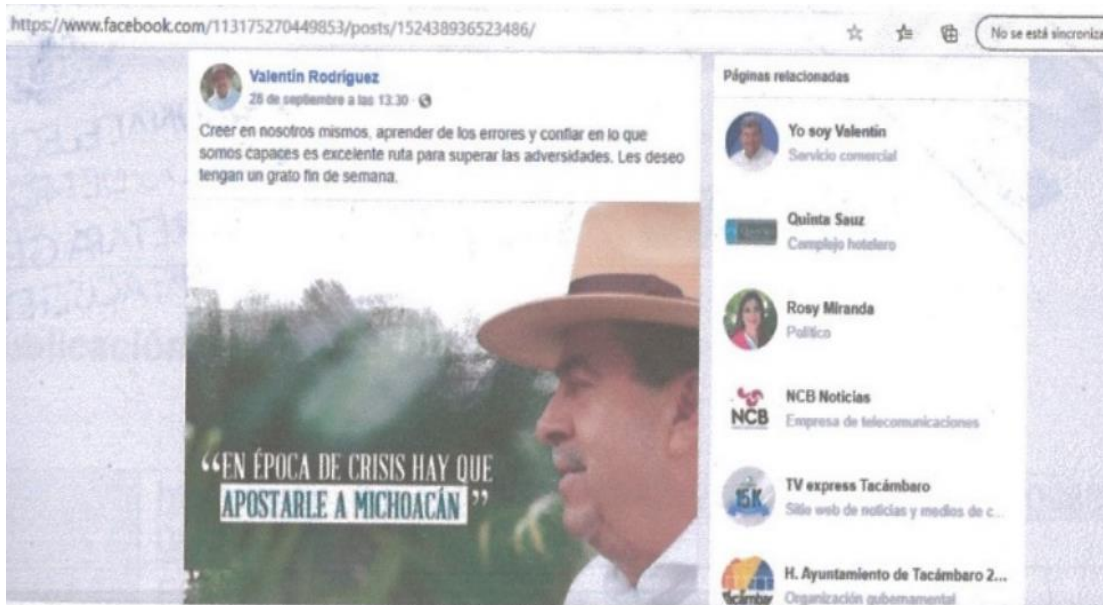 https://www.facebook.com/113175270449853/posts/152438936523486/
No se está sincroniza
Valentín Rodríguez
26 de septiembre a las 13:30
Creer en nosotros mismos, aprender de los errores y confiar en lo que
somos capaces es excelente ruta para superar las adversidades. Les deseo
tengan un grato fin de semana.
“EN ÉPOCA DE CRISIS HAY QUE
APOSTARLE A MICHOACÁN”
Páginas relacionadas
Yo soy Valentín
Servicio comercial
Quinta Sauz
Complejo hotelero
Rosy Miranda
Político
NCB
NCB Noticias
Empresa de telecomunicaciones
15K
TV express Tacámbaro
Sitio web de noticias y medios de c...
Tacámbar
H. Ayuntamiento de Tacámbaro 2...
Organización gubernamental